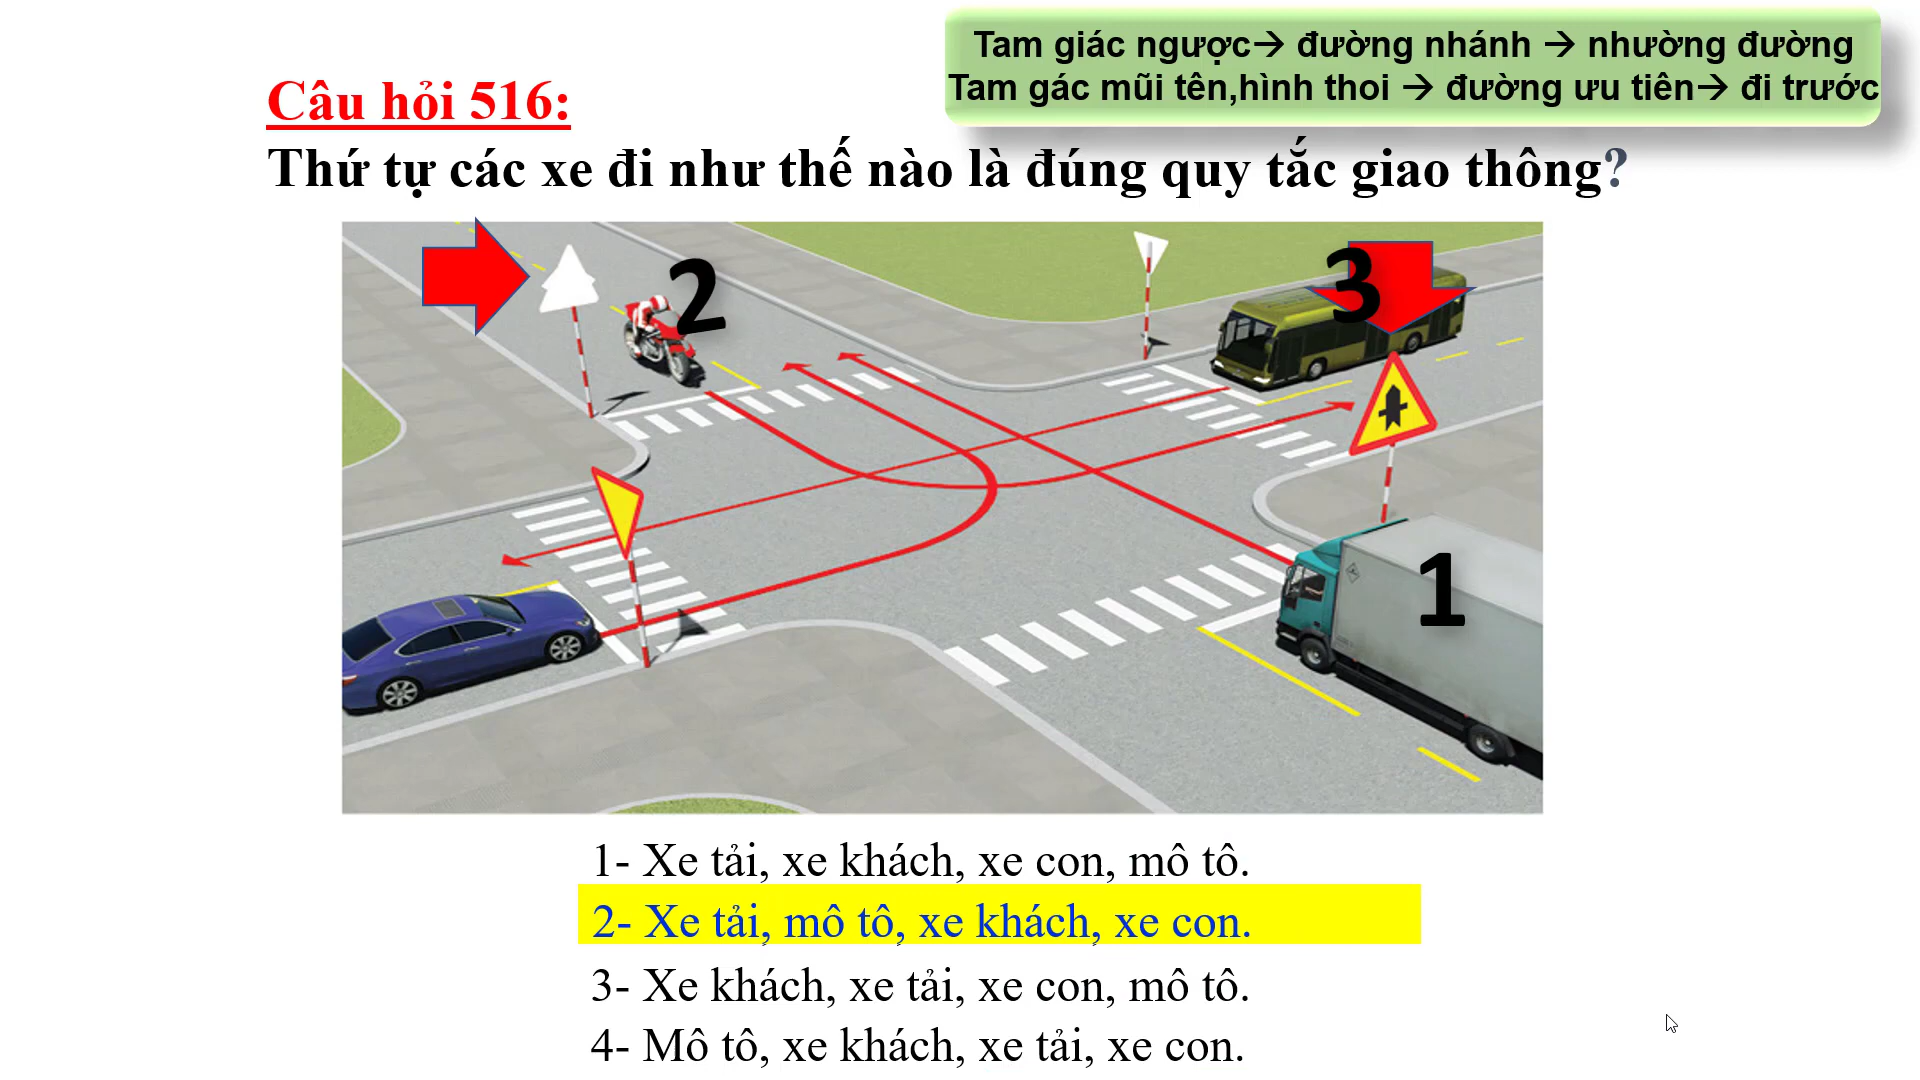 Tam giác ngược→ đường nhánh → nhường đường
Tam gác mũi tên,hình thoi → đường ưu tiên→ đi trước
Câu hỏi 516:
Thứ tự các xe đi như thế nào là đúng quy tắc giao thông?
2
3
1
1- Xe tải, xe khách, xe con, mô tô.
2- Xe tải, mô tô, xe khách, xe con.
3- Xe khách, xe tải, xe con, mô tô.
4- Mô tô, xe khách, xe tải, xe con.